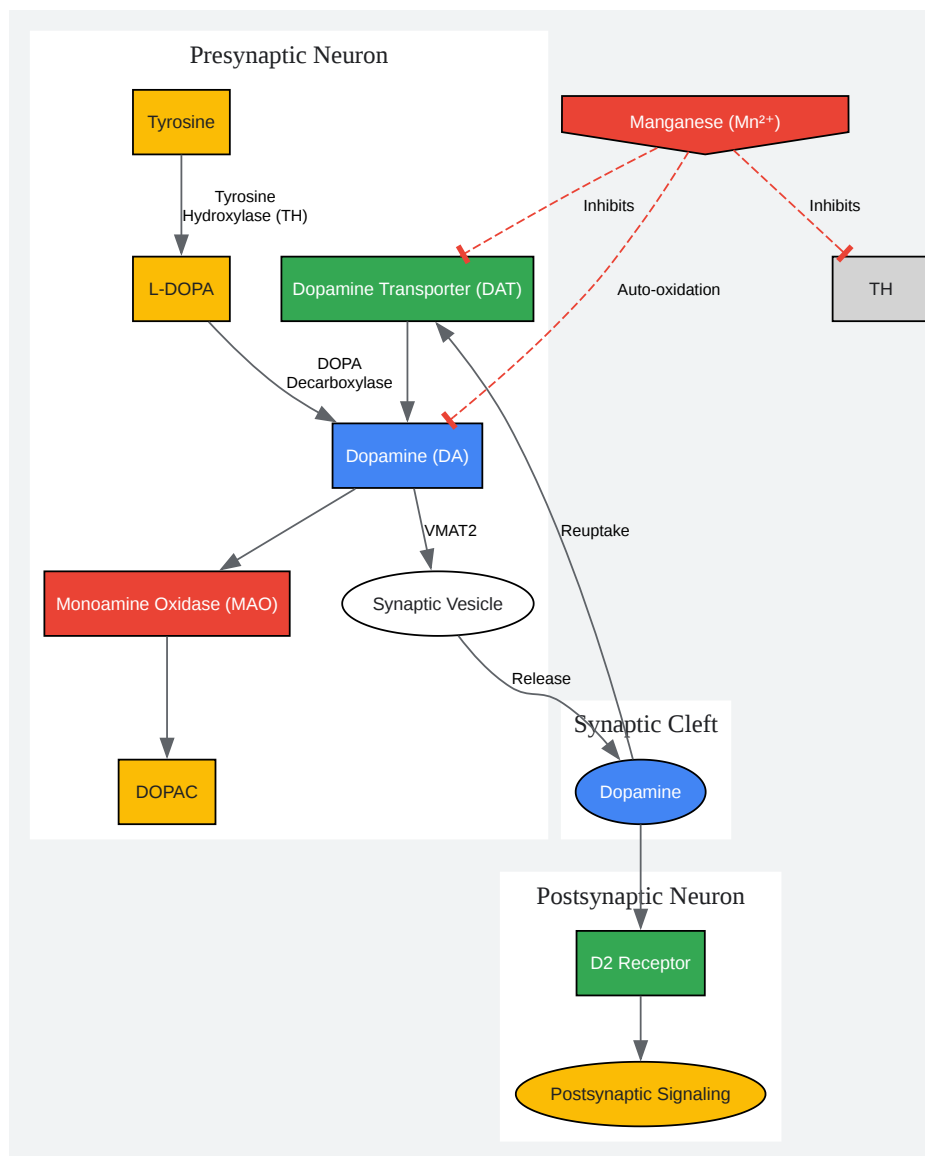 Presynaptic Neuron
Tyrosine
Manganese (Mn²⁺)
Tyrosine
Hydroxylase (TH)
Inhibits
Inhibits
L-DOPA
Dopamine Transporter (DAT)
Auto-oxidation
TH
DOPA
Decarboxylase
Dopamine (DA)
VMAT2
Reuptake
Monoamine Oxidase (MAO)
Synaptic Vesicle
Release
Synaptic Cleft
DOPAC
Dopamine
Postsynaptic Neuron
D2 Receptor
Postsynaptic Signaling